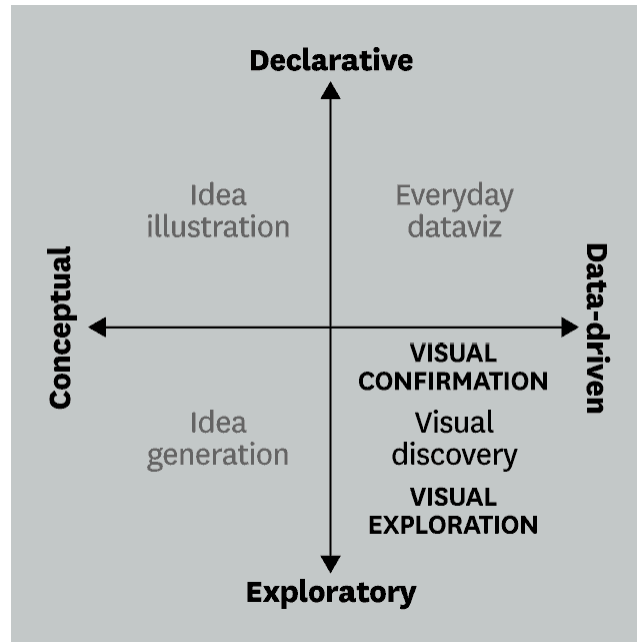 Declarative
Idea
illustration
Everyday
dataviz
Conceptual
Data-driven
VISUAL
CONFIRMATION
Idea
generation
Visual
discovery
VISUAL
EXPLORATION
Exploratory